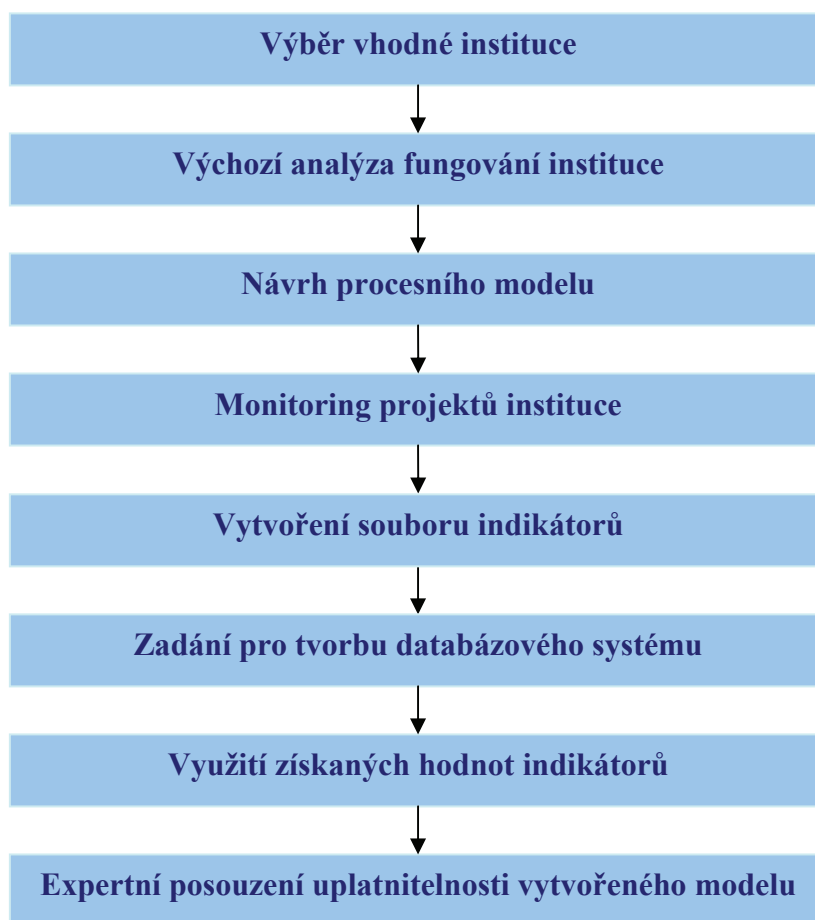 Výběr vhodné instituce
Výchozí analýza fungování instituce
Návrh procesního modelu
Monitoring projektů instituce
Vytvoření souboru indikátorů
Zadání pro tvorbu databázového systému
Využití získaných hodnot indikátorů
Expertní posouzení uplatnitelnosti vytvořeného modelu